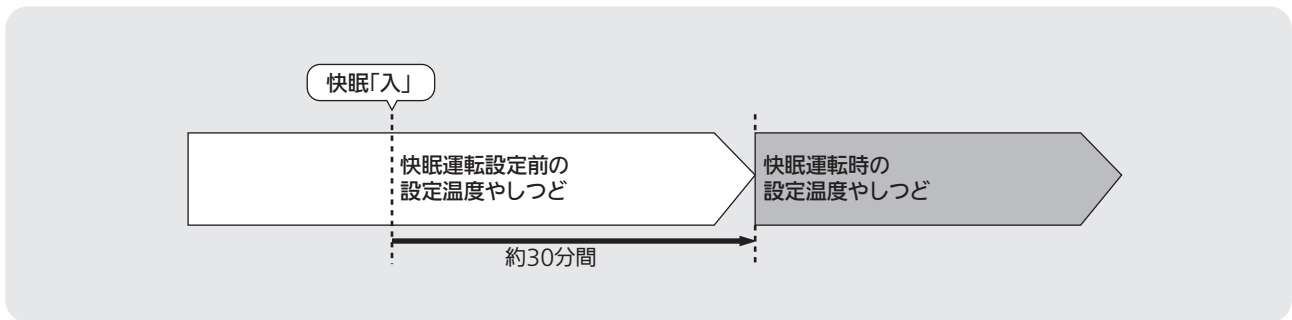 快眠「入」
快眠運転設定前の
設定温度やしつど
快眠運転時の
設定温度やしつど
約30分間